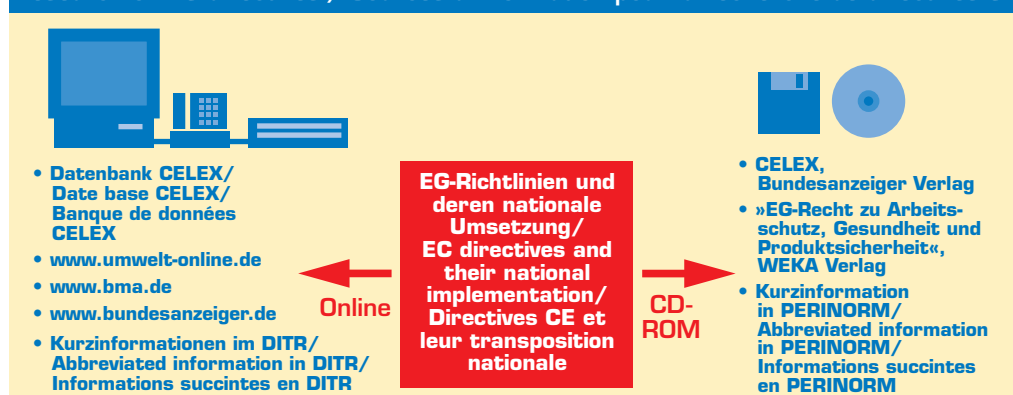 • Datenbank CELEX/
Date base CELEX/
Banque de données
CELEX
• www.umwelt-online.de
• www.bma.de
• www.bundesanzeiger.de
• Kurzinformationen im DITR/
Abbreviated information in DITR/
Informations succintes en DITR
Online
EG-Richtlinien und
deren nationale
Umsetzung/
EC directives and
their national
implementation/
Directives CE et
leur transposition
nationale
CD-
ROM
• CELEX,
Bundesanzeiger Verlag
• »EG-Recht zu Arbeits-
schutz, Gesundheit und
Produktsicherheit«,
WEKA Verlag
• Kurzinformation
in PERINORM/
Abbreviated information
in PERINORM/
Informations succintes
en PERINORM